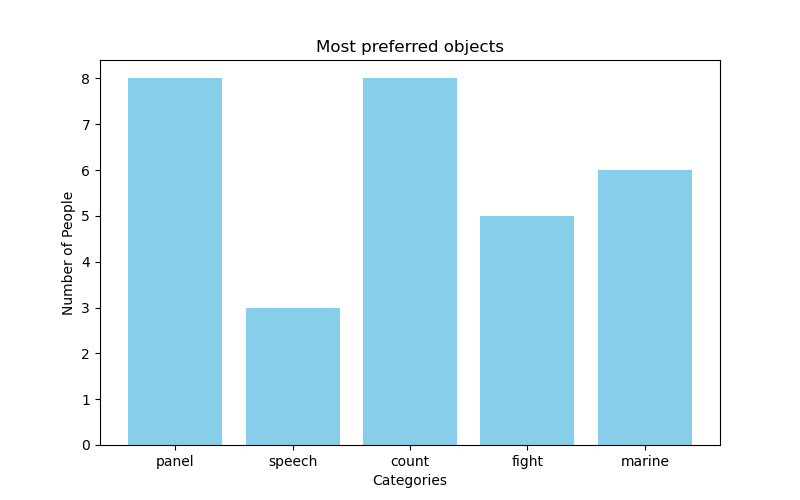 Most preferred objects
8
7
6
5
4
3
2
1
0
Number of People
panel speech count fight marine
Categories